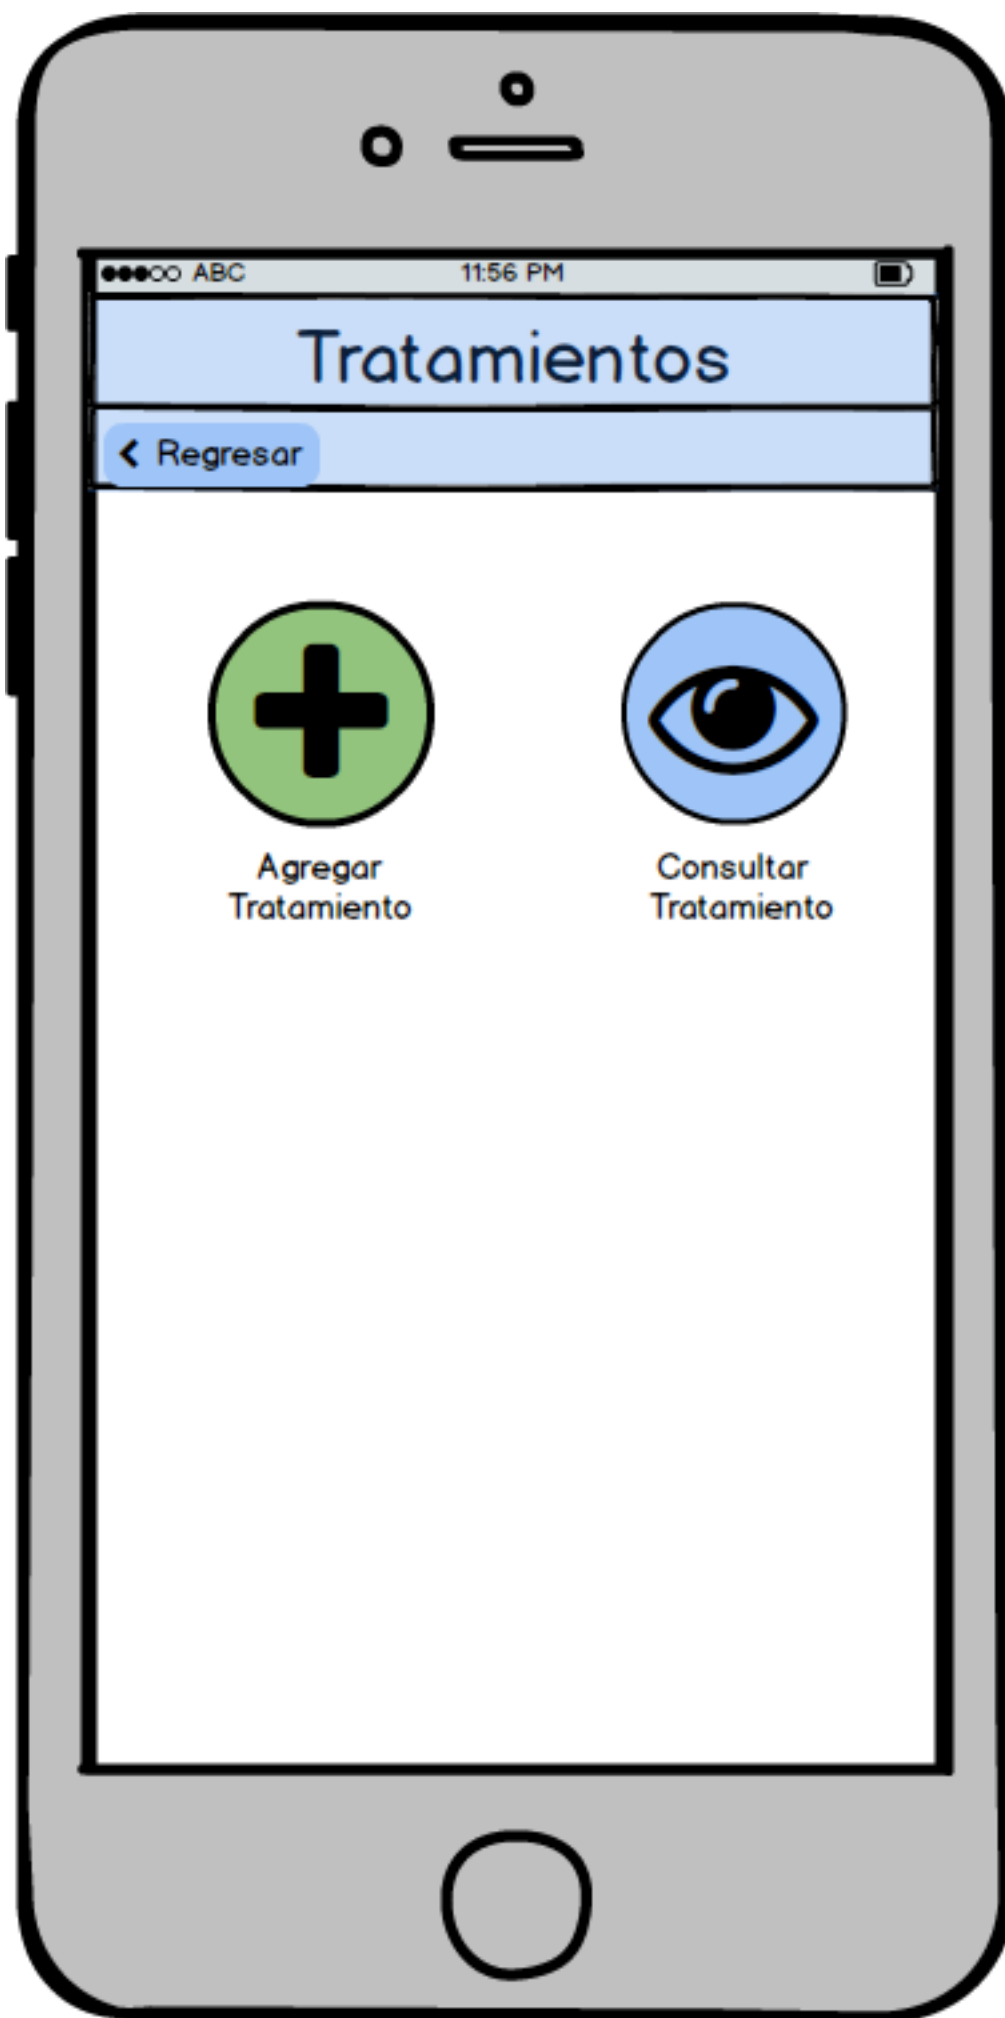 ABC 11:56 PM
Tratamientos
Regresar
Agregar
Tratamiento
Consultar
Tratamiento